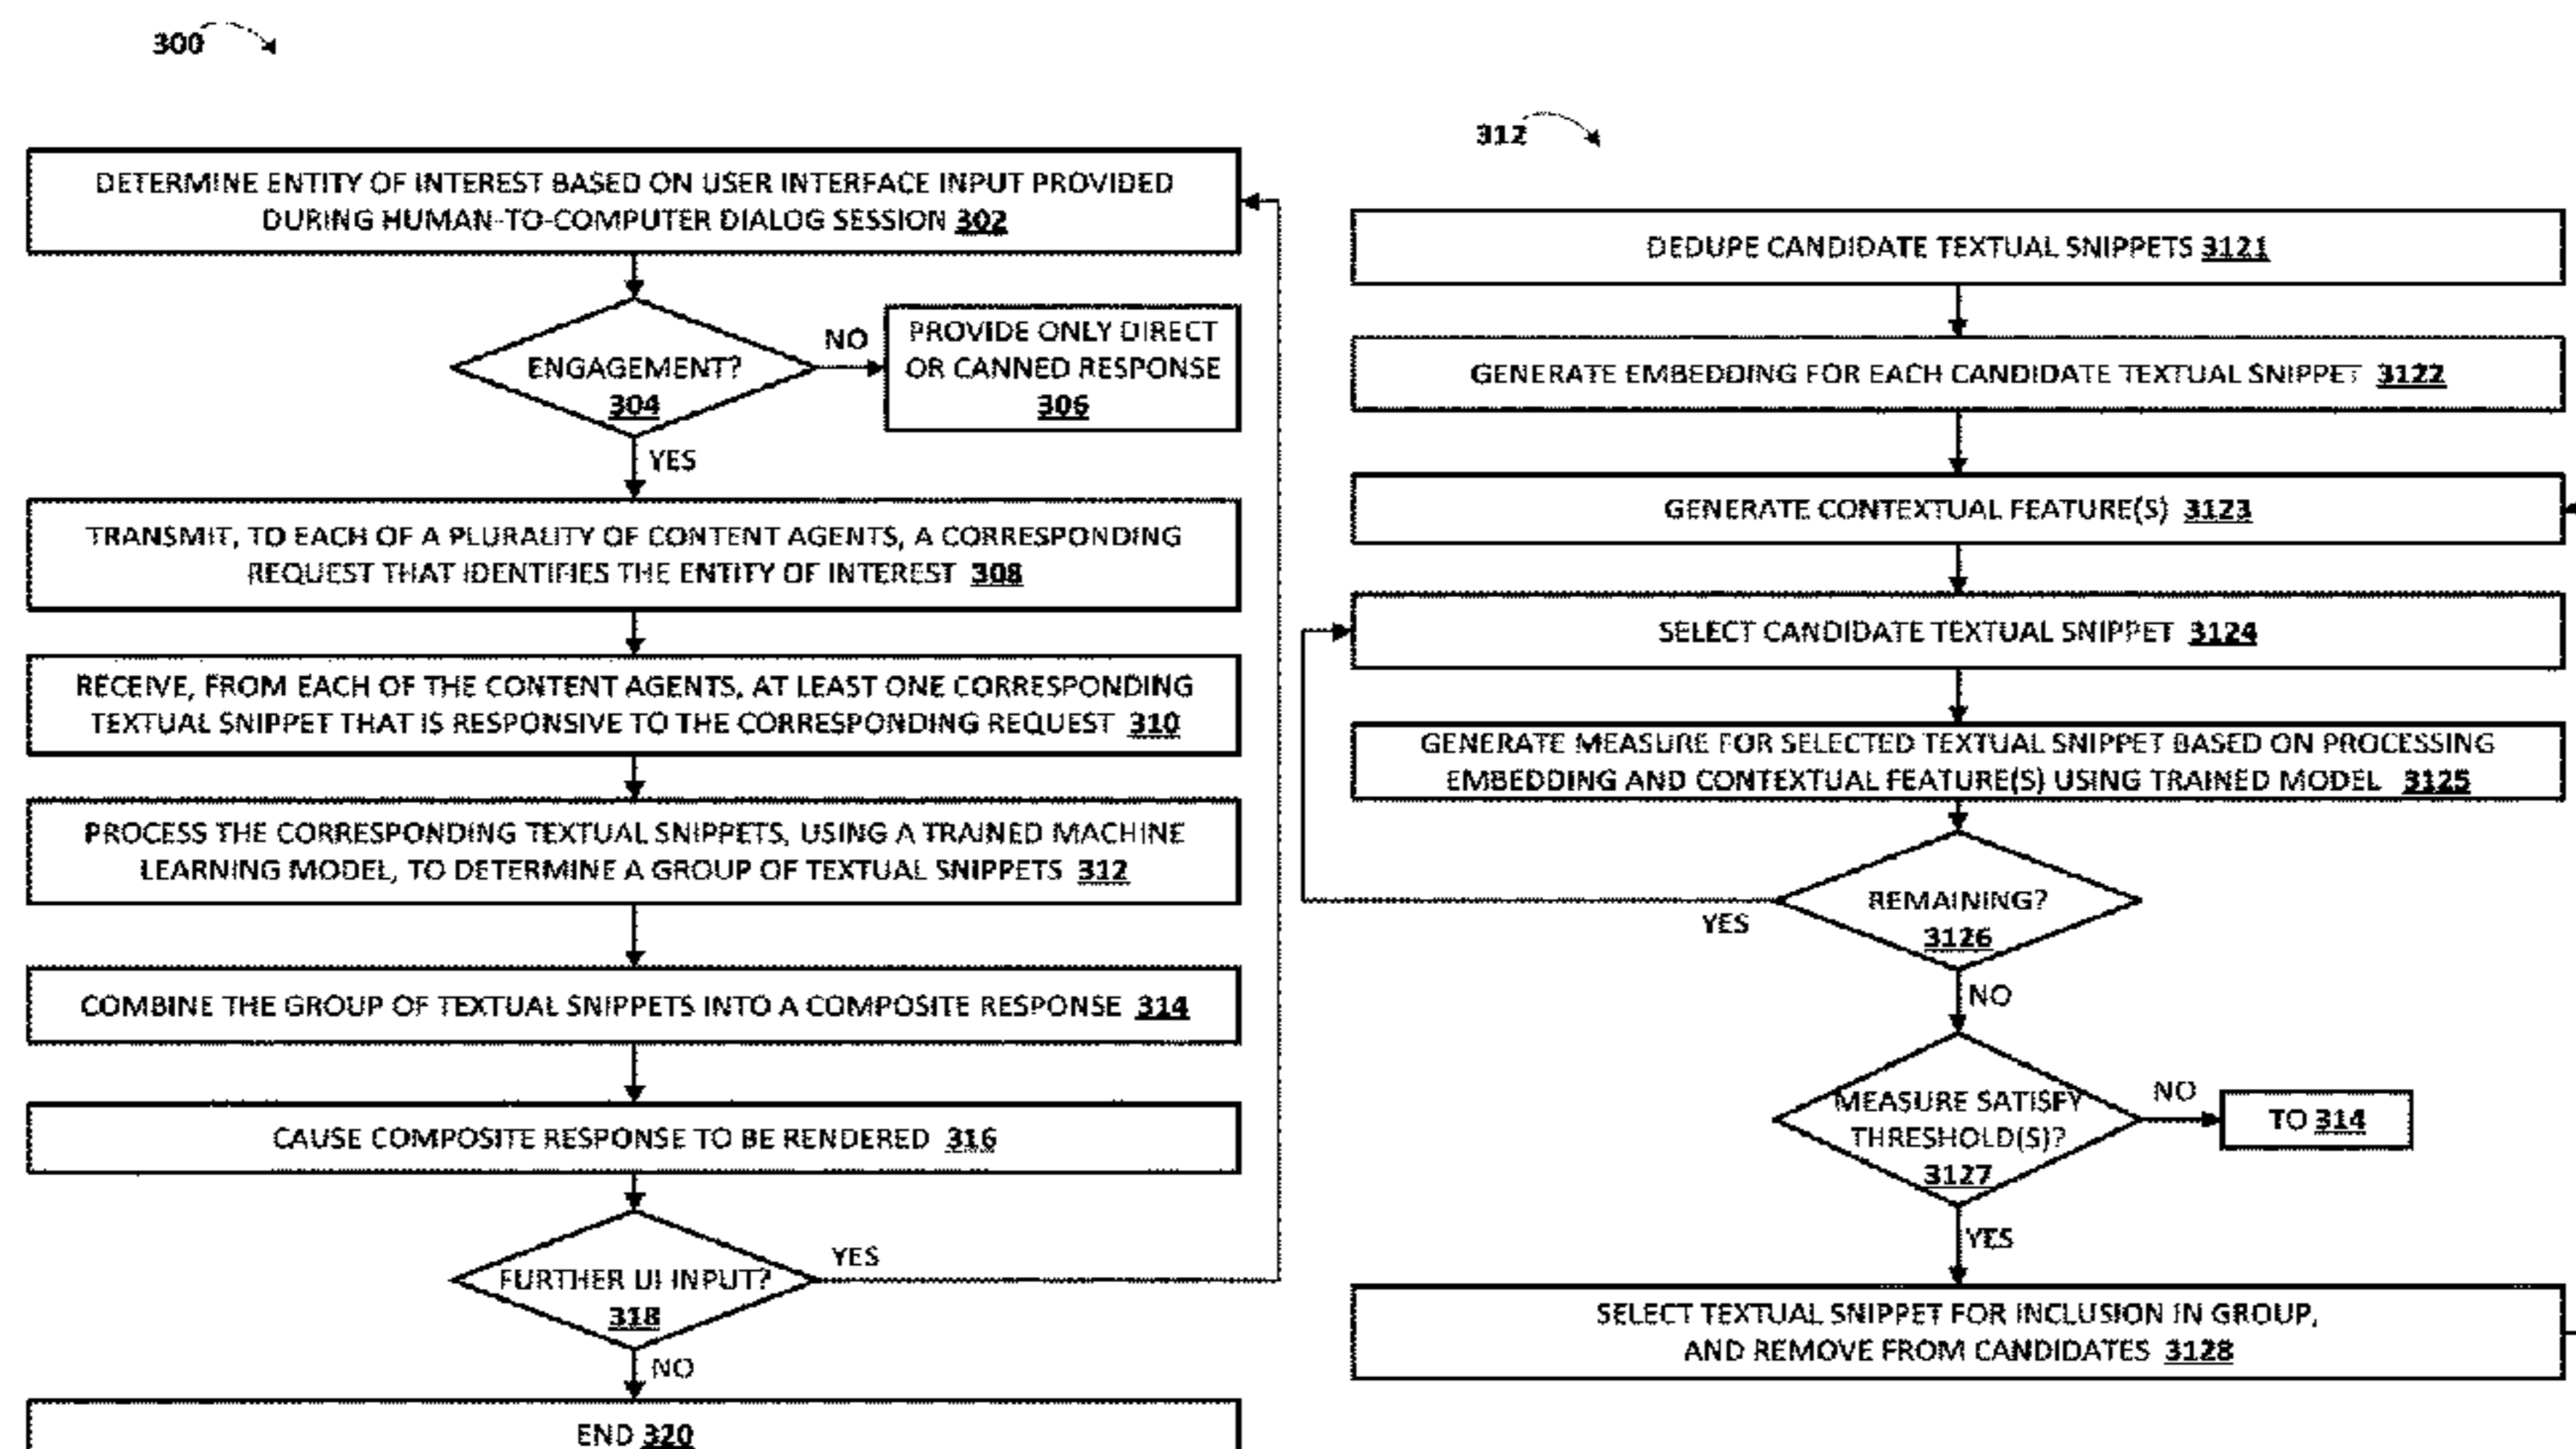 300
DETERMINE ENTITY OF INTEREST BASED ON USER INTERFACE INPUT PROVIDED
DURING HUMAN-TO-COMPUTER DIALOG SESSION 302
ENGAGEMENT?
304
NO
PROVIDE ONLY DIRECT
OR CANNED RESPONSE
306
YES
TRANSMIT, TO EACH OF A PLURALITY OF CONTENT AGENTS, A CORRESPONDING
REQUEST THAT IDENTIFIES THE ENTITY OF INTEREST 308
RECEIVE, FROM EACH OF THE CONTENT AGENTS, AT LEAST ONE CORRESPONDING
TEXTUAL SNIPPET THAT IS RESPONSIVE TO THE CORRESPONDING REQUEST 310
PROCESS THE CORRESPONDING TEXTUAL SNIPPETS, USING A TRAINED MACHINE
LEARNING MODEL, TO DETERMINE A GROUP OF TEXTUAL SNIPPETS 312
COMBINE THE GROUP OF TEXTUAL SNIPPETS INTO A COMPOSITE RESPONSE 314
CAUSE COMPOSITE RESPONSE TO BE RENDERED 316
FURTHER UI INPUT?
318
YES
NO
END 320
312
DEDUPE CANDIDATE TEXTUAL SNIPPETS 3121
GENERATE EMBEDDING FOR EACH CANDIDATE TEXTUAL SNIPPET 3122
GENERATE CONTEXTUAL FEATURE(S) 3123
SELECT CANDIDATE TEXTUAL SNIPPET 3124
GENERATE MEASURE FOR SELECTED TEXTUAL SNIPPET BASED ON PROCESSING
EMBEDDING AND CONTEXTUAL FEATURE(S) USING TRAINED MODEL 3125
REMAINING?
3126
YES
NO
MEASURE SATISFY
THRESHOLD(S)?
3127
NO
TO 314
YES
SELECT TEXTUAL SNIPPET FOR INCLUSION IN GROUP,
AND REMOVE FROM CANDIDATES 3128